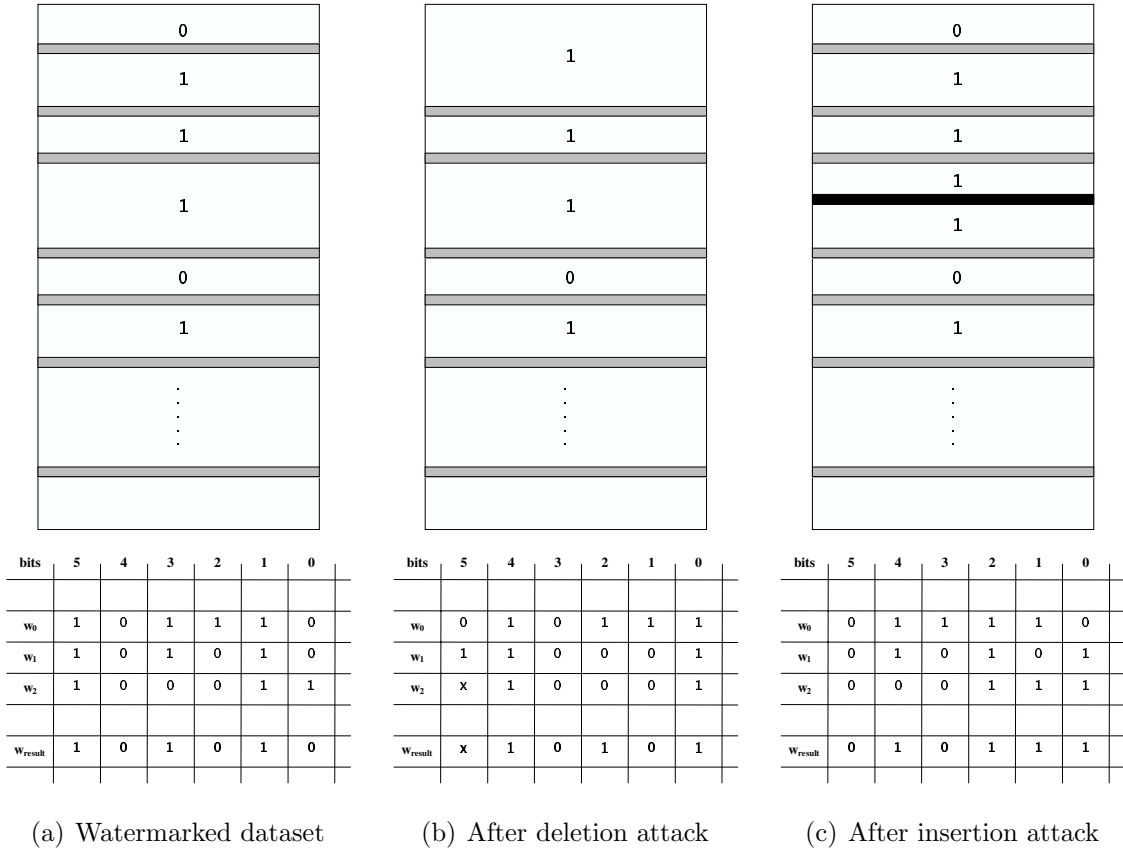 0
1
1
1
0
1
1
1
1
0
1
0
1
1
1
1
0
1
bits 5 4 3 2 1 0
w0 1 0 1 1 1 0
w1 1 0 1 0 1 0
w2 1 0 0 0 1 1
wresult 1 0 1 0 1 0
bits 5 4 3 2 1 0
w0 0 1 0 1 1 1
w1 1 1 0 0 0 1
w2 x 1 0 0 0 1
wresult x 1 0 1 0 1
bits 5 4 3 2 1 0
w0 0 1 1 1 1 0
w1 0 1 0 1 0 1
w2 0 0 0 1 1 1
wresult 0 1 0 1 1 1
(a) Watermarked dataset
(b) After deletion attack
(c) After insertion attack